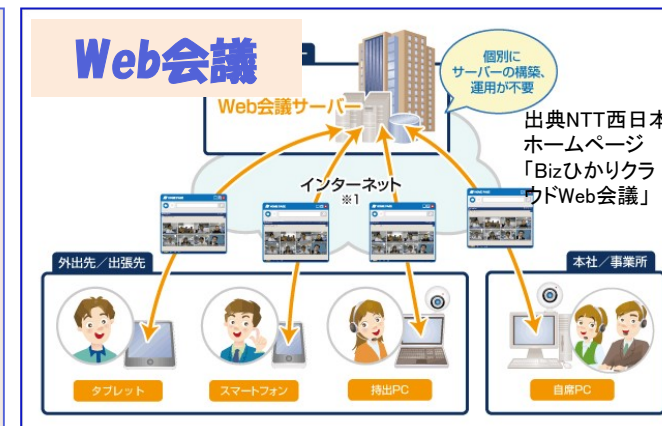 Web会議
個別に
サーバーの構築、
運用が不要
Web会議サーバー
出典NTT西日本
ホームページ
「Bizひかりクラ
ウドWeb会議」
インターネット
※1
外出先／出張先
本社／事業所
タブレット
スマートフォン
持出PC
自席PC